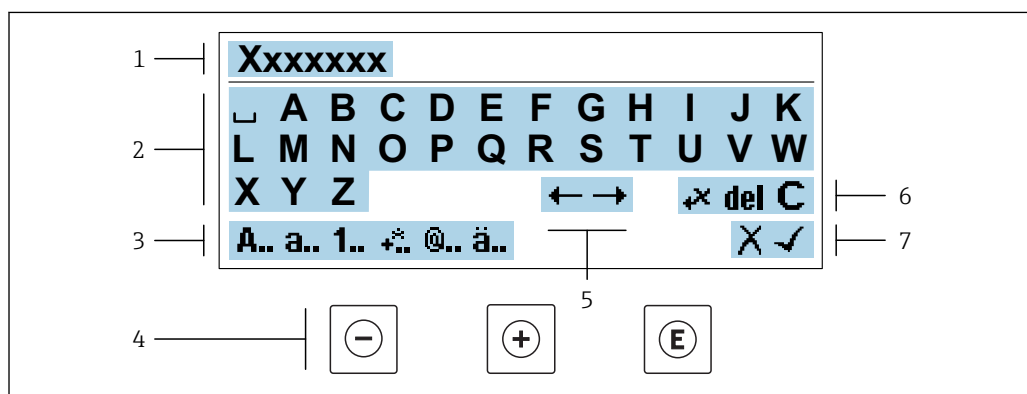 1 Xxxxxxx
2 ␣ A B C D E F G H I J K
L M N O P Q R S T U V W
X Y Z ← → ↚x del C 6
3 A.. a.. 1.. +*.. @.. ä.. X ✓ 7
5
4 − + E